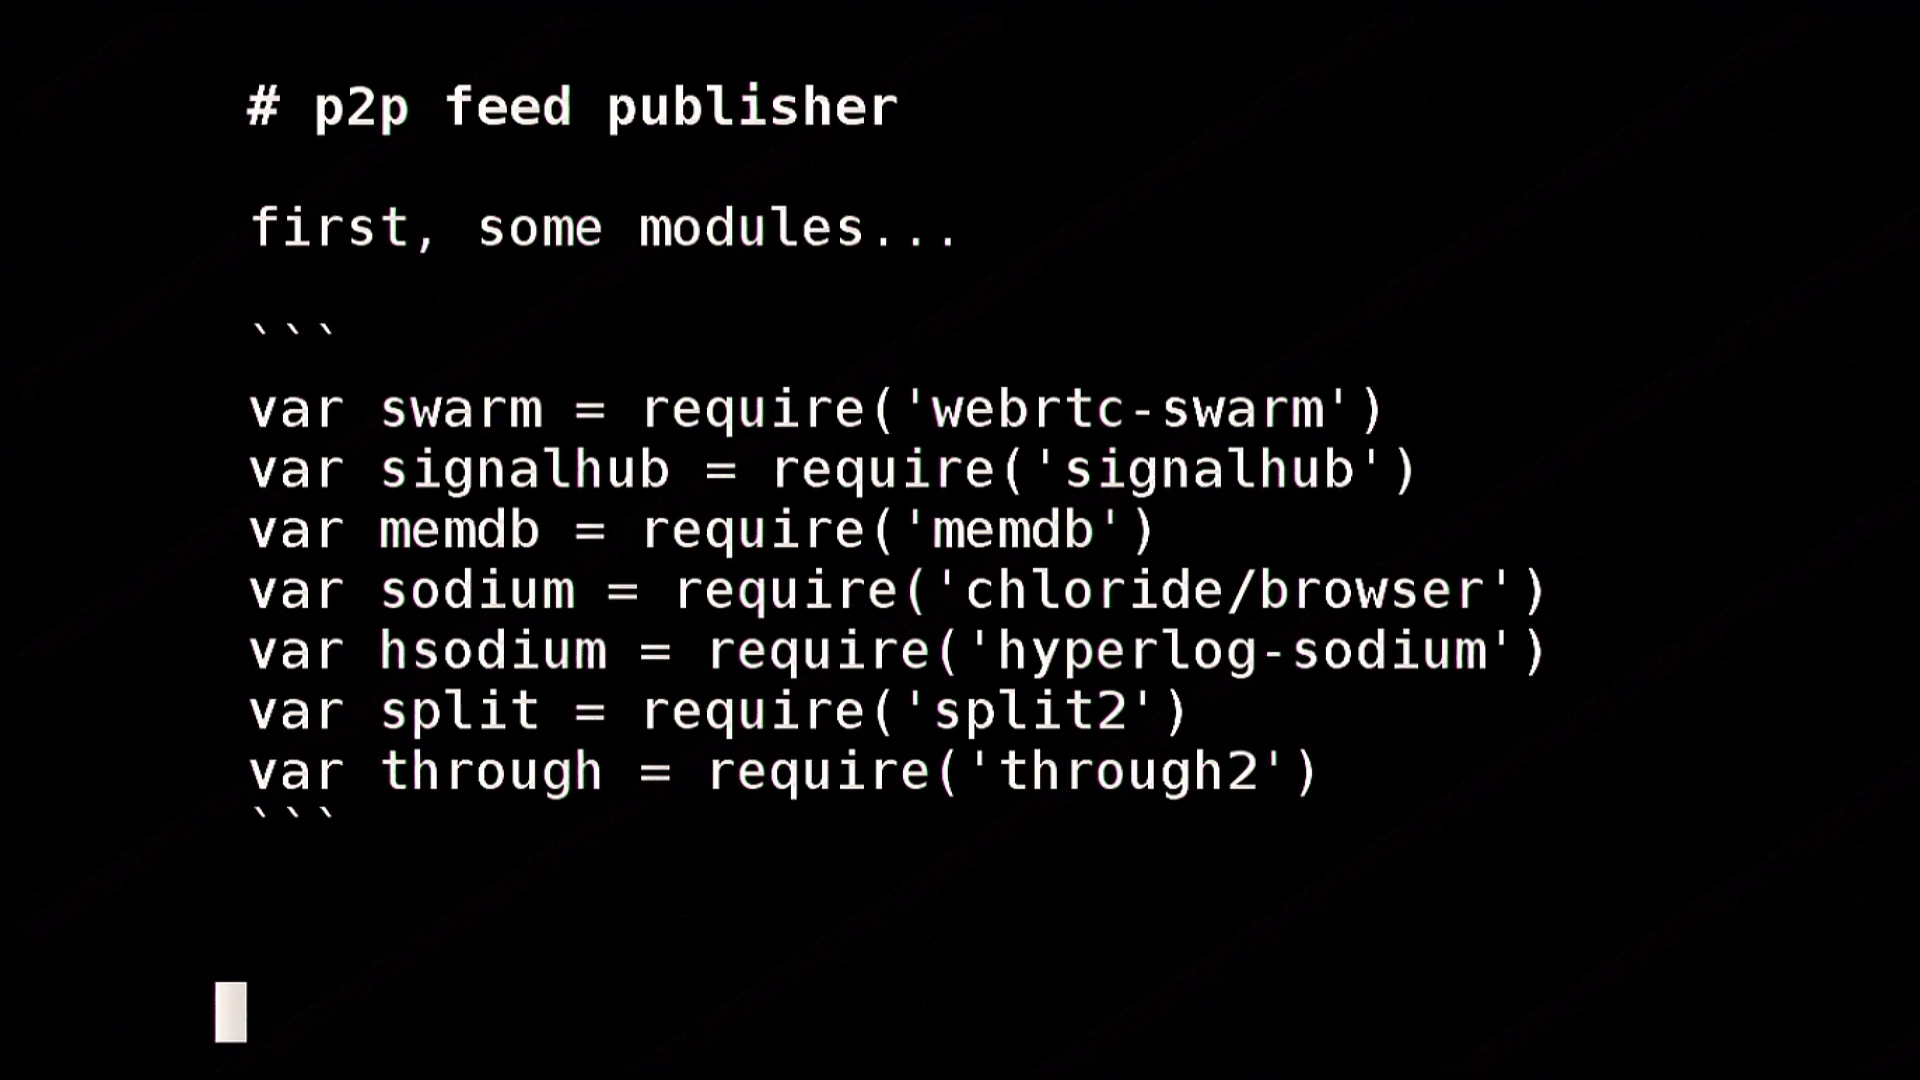 # p2p feed publisher
first, some modules...
```
var swarm = require('webrtc-swarm')
var signalhub = require('signalhub')
var memdb = require('memdb')
var sodium = require('chloride/browser')
var hsodium = require('hyperlog-sodium')
var split = require('split2')
var through = require('through2')
```